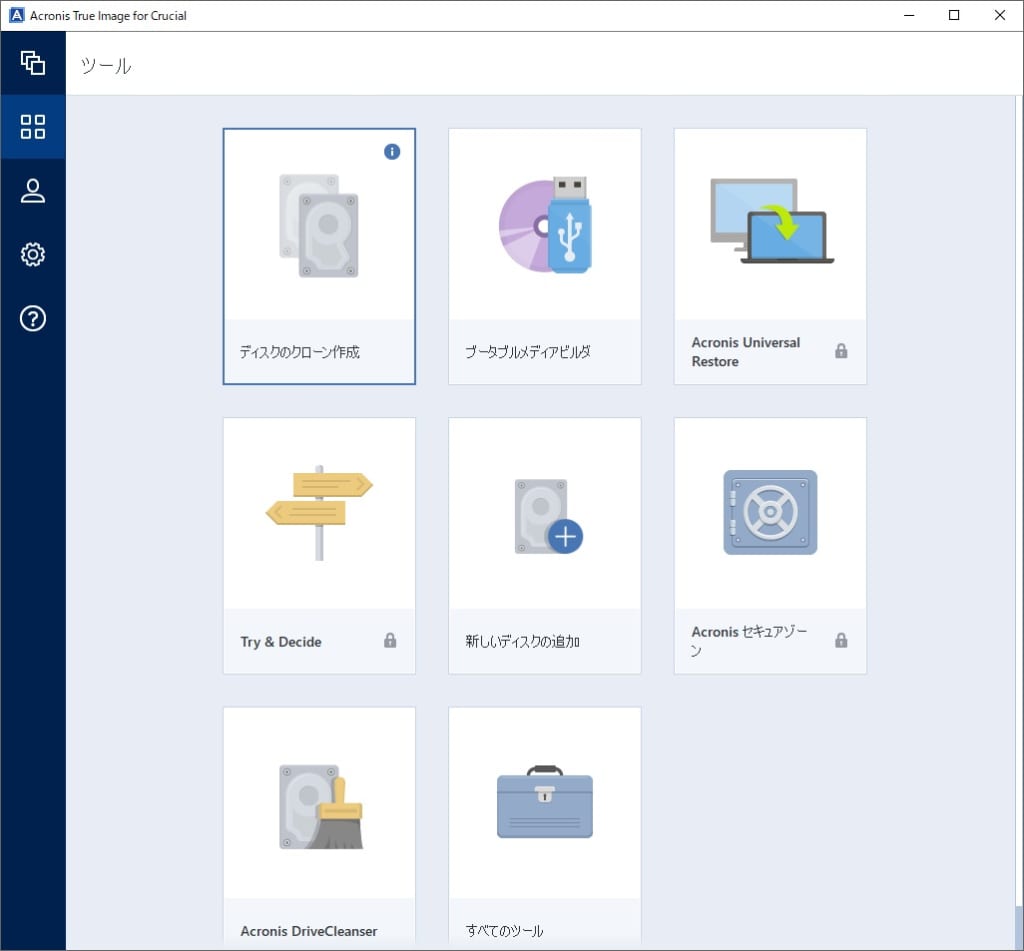 Acronis True Image for Crucial
ツール
ディスクのクローン作成
ブータブルメディアビルダ
Acronis Universal
Restore
Try & Decide
新しいディスクの追加
Acronis セキュアゾー
ン
Acronis DriveCleanser
すべてのツール